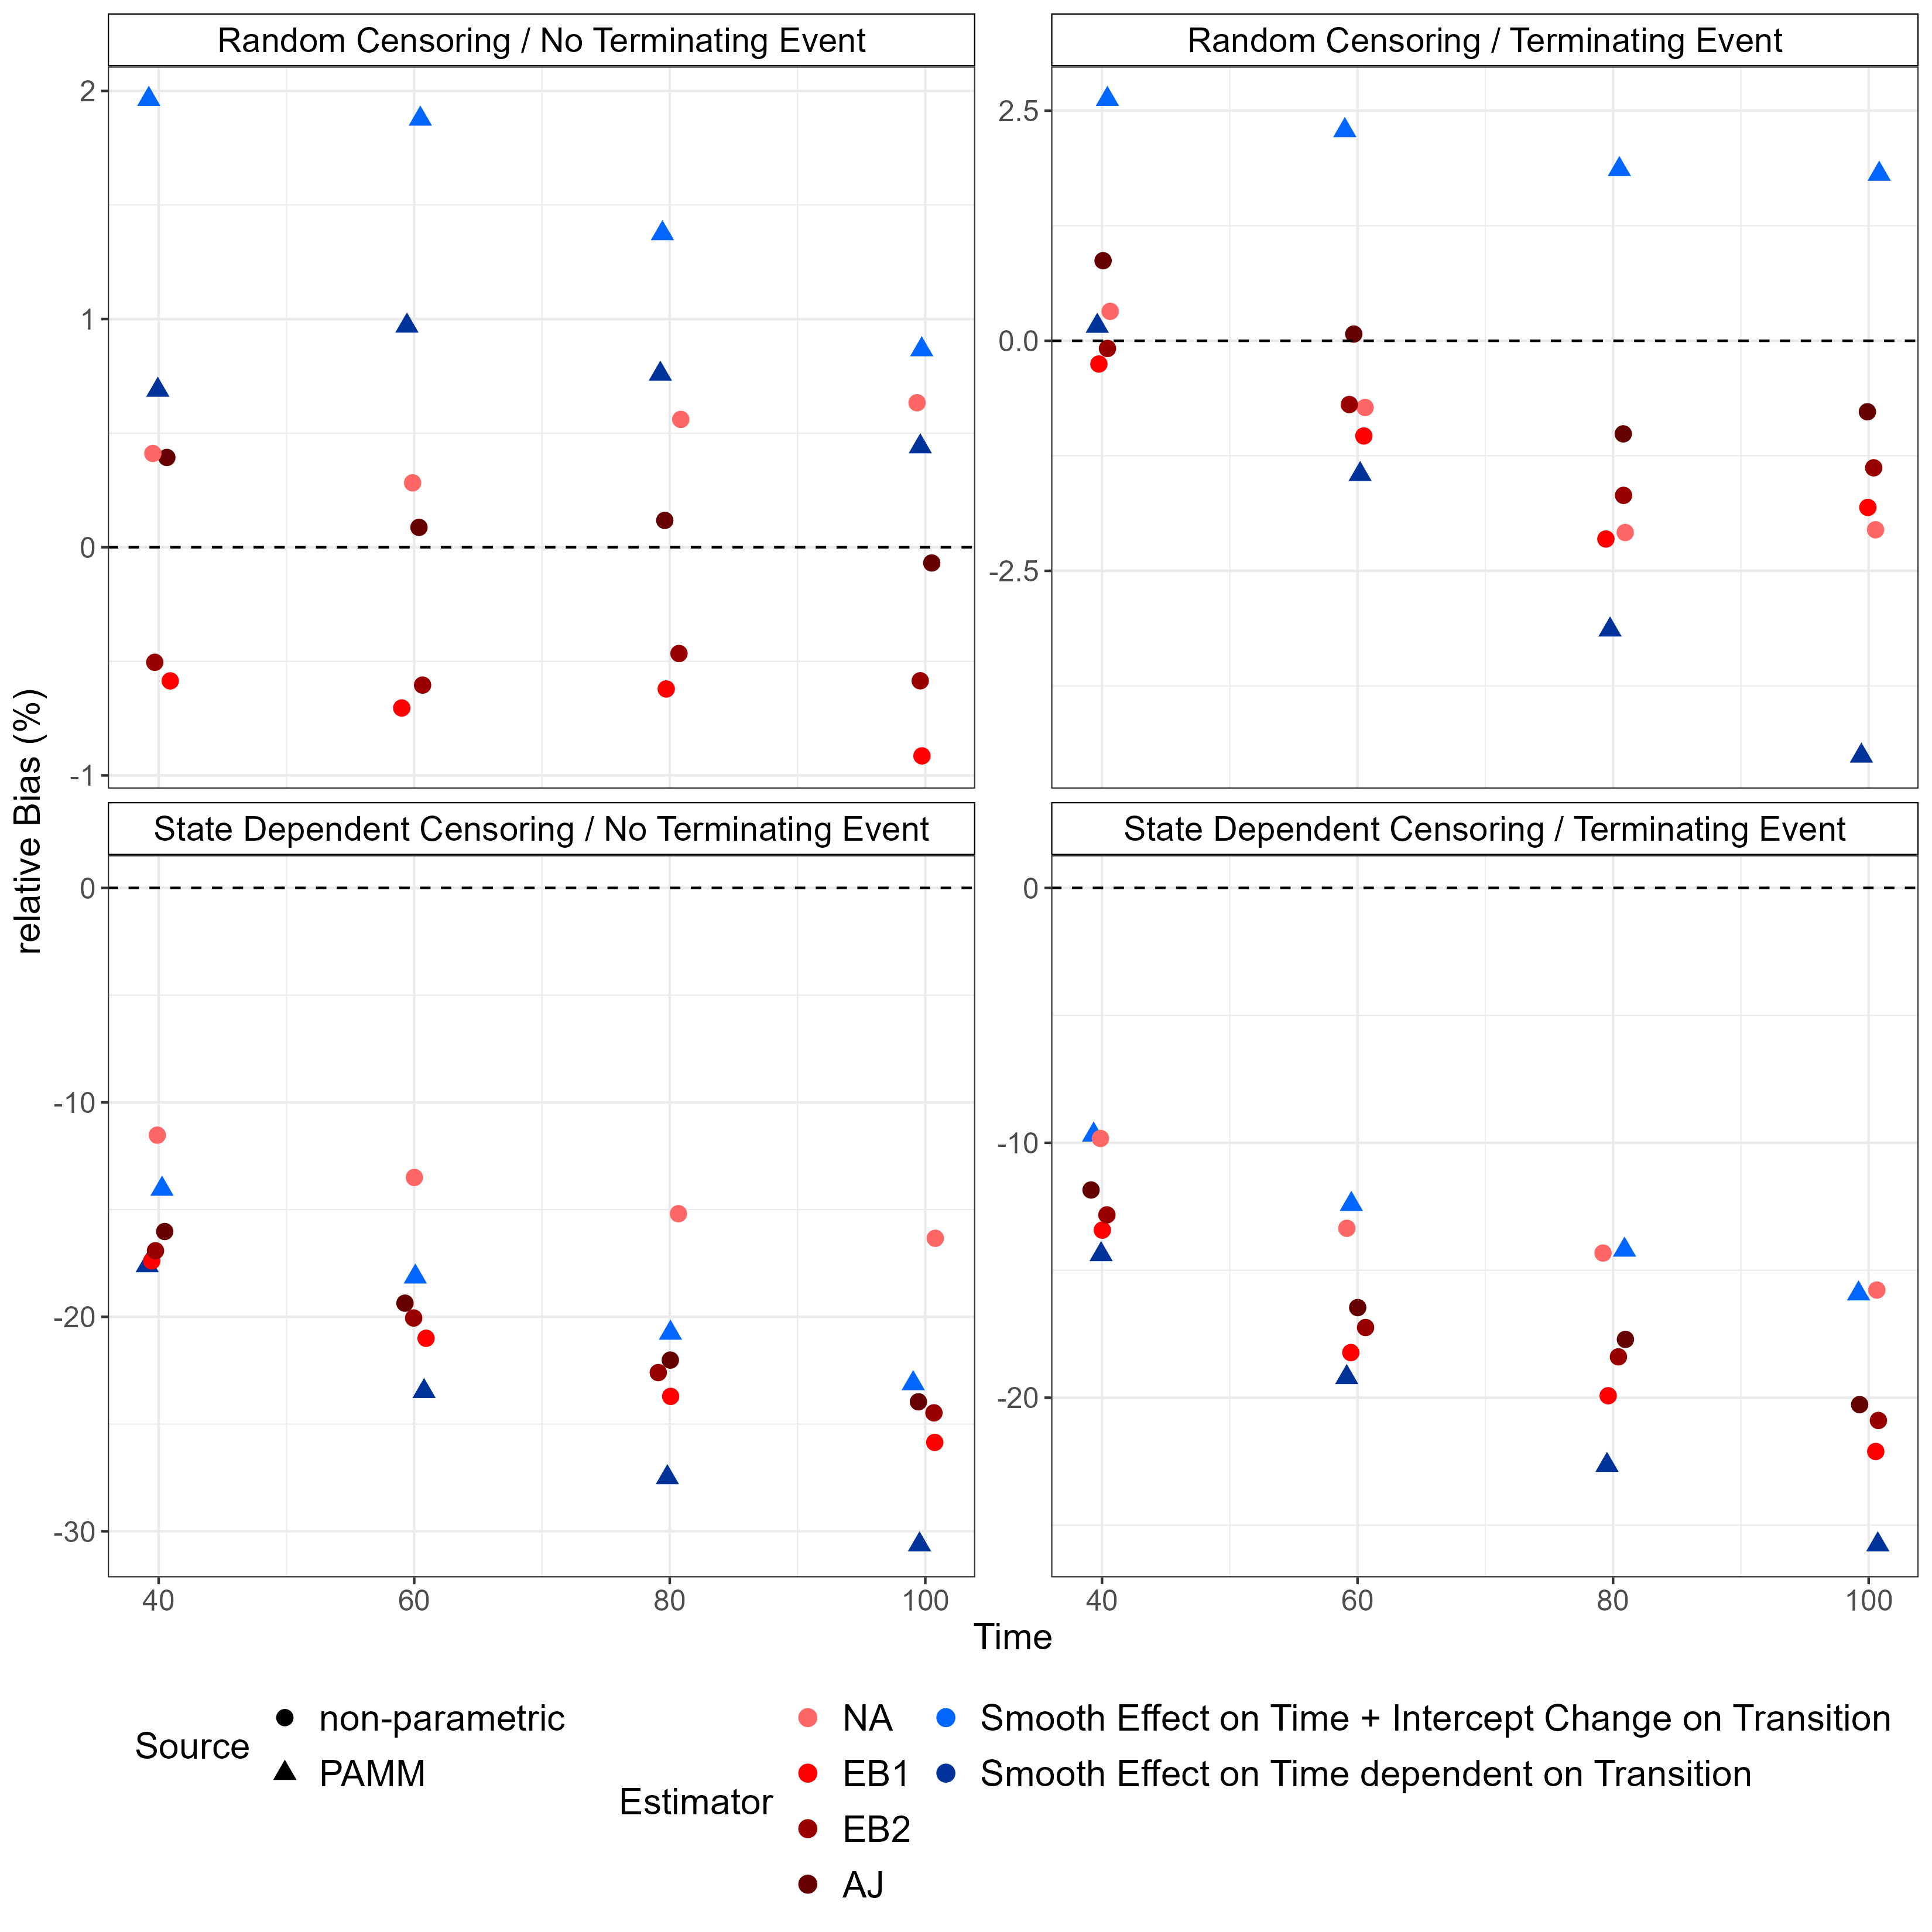 Random Censoring / No Terminating Event
Random Censoring / Terminating Event
2
1
0
-1
2.5
0.0
-2.5
relative Bias (%)
State Dependent Censoring / No Terminating Event
State Dependent Censoring / Terminating Event
0
-10
-20
-30
0
-10
-20
40 60 80 100
40 60 80 100
Time
Source
non-parametric
PAMM
Estimator
NA
EB1
EB2
AJ
Smooth Effect on Time + Intercept Change on Transition
Smooth Effect on Time dependent on Transition